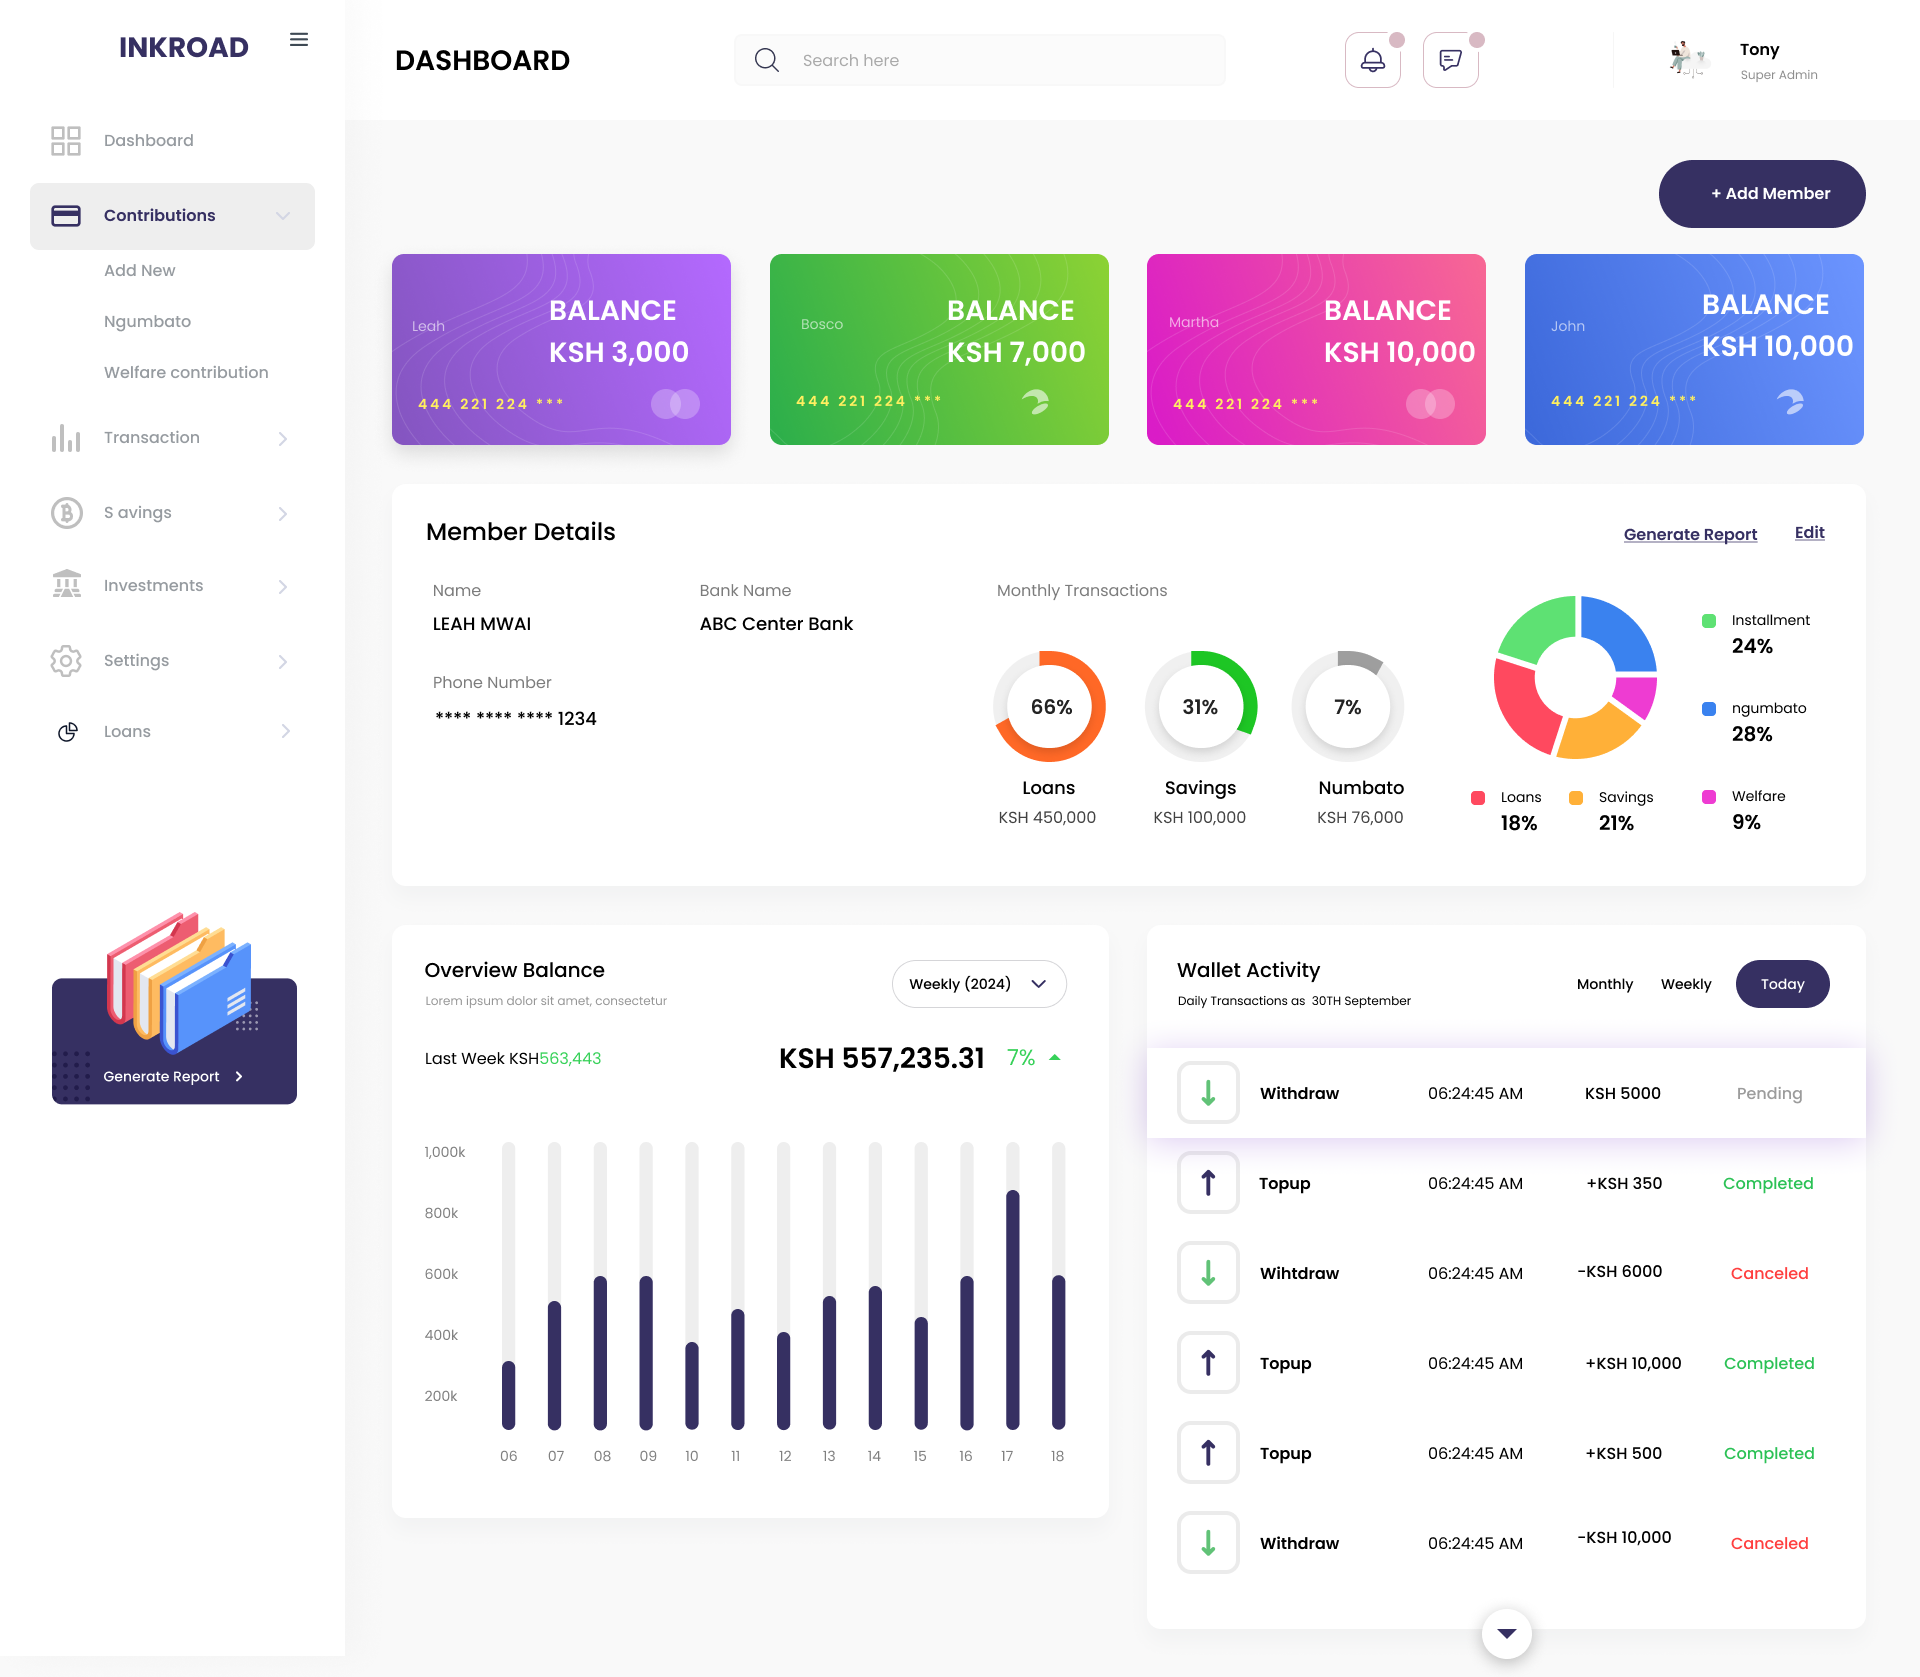 INKROAD
DASHBOARD
Search here
Tony
Super Admin
Dashboard
Contributions
Add New
Ngumbato
Welfare contribution
Transaction
S avings
Investments
Settings
Loans
Generate Report
+ Add Member
Leah
BALANCE
KSH 3,000
444 221 224 ***
Bosco
BALANCE
KSH 7,000
444 221 224 ***
Martha
BALANCE
KSH 10,000
444 221 224 ***
John
BALANCE
KSH 10,000
444 221 224 ***
Member Details
Generate Report
Edit
Name
LEAH MWAI
Bank Name
ABC Center Bank
Phone Number
**** **** **** 1234
Monthly Transactions
66%
Loans
KSH 450,000
31%
Savings
KSH 100,000
7%
Numbato
KSH 76,000
Installment
24%
ngumbato
28%
Loans
18%
Savings
21%
Welfare
9%
Overview Balance
Lorem ipsum dolor sit amet, consectetur
Weekly (2024)
Last Week KSH563,443
KSH 557,235.31
7%
1,000k
800k
600k
400k
200k
06 07 08 09 10 11 12 13 14 15 16 17 18
Wallet Activity
Daily Transactions as 30TH September
Monthly
Weekly
Today
Withdraw 06:24:45 AM KSH 5000 Pending
Topup 06:24:45 AM +KSH 350 Completed
Wihtdraw 06:24:45 AM -KSH 6000 Canceled
Topup 06:24:45 AM +KSH 10,000 Completed
Topup 06:24:45 AM +KSH 500 Completed
Withdraw 06:24:45 AM -KSH 10,000 Canceled